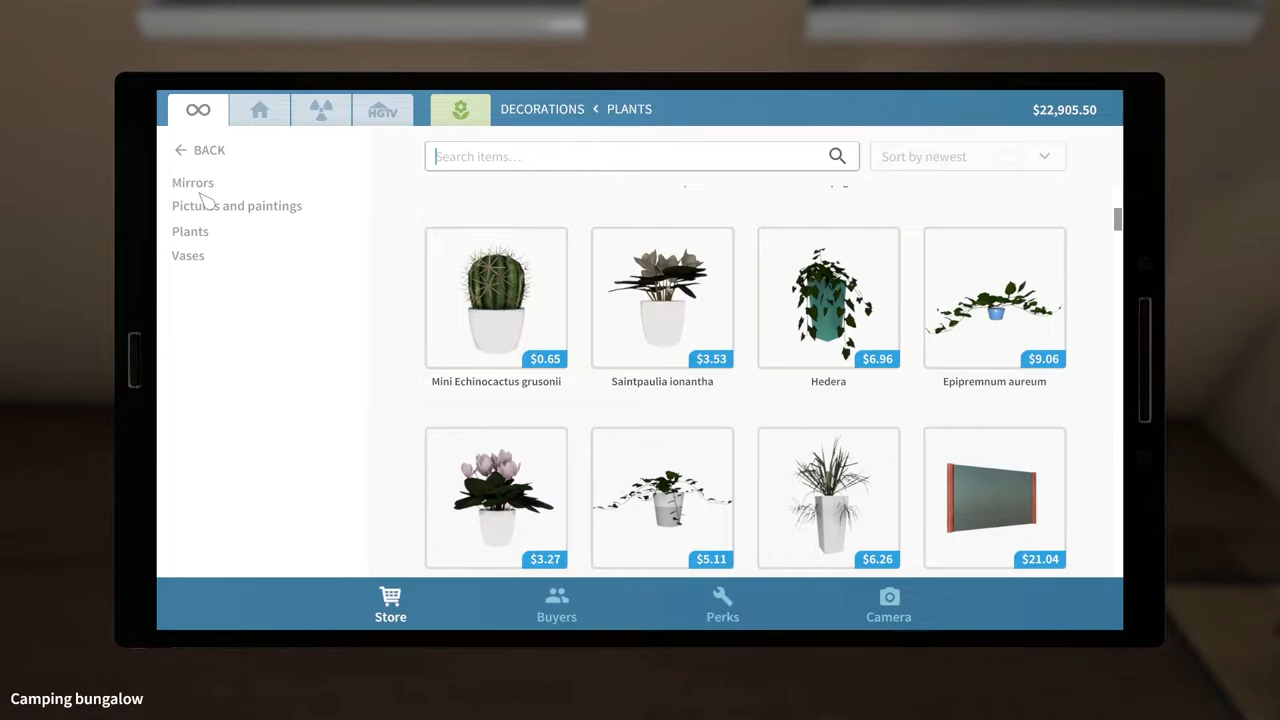 HGTV
DECORATIONS < PLANTS
$22,905.50
BACK
Search items...
Sort by newest
Mirrors
Pictures and paintings
Plants
Vases
$0.65
$3.53
$6.96
$9.06
Mini Echinocactus grusonii
Saintpaulia ionantha
Hedera
Epipremnum aureum
$3.27
$5.11
$6.26
$21.04
Store
Buyers
Perks
Camera
Camping bungalow